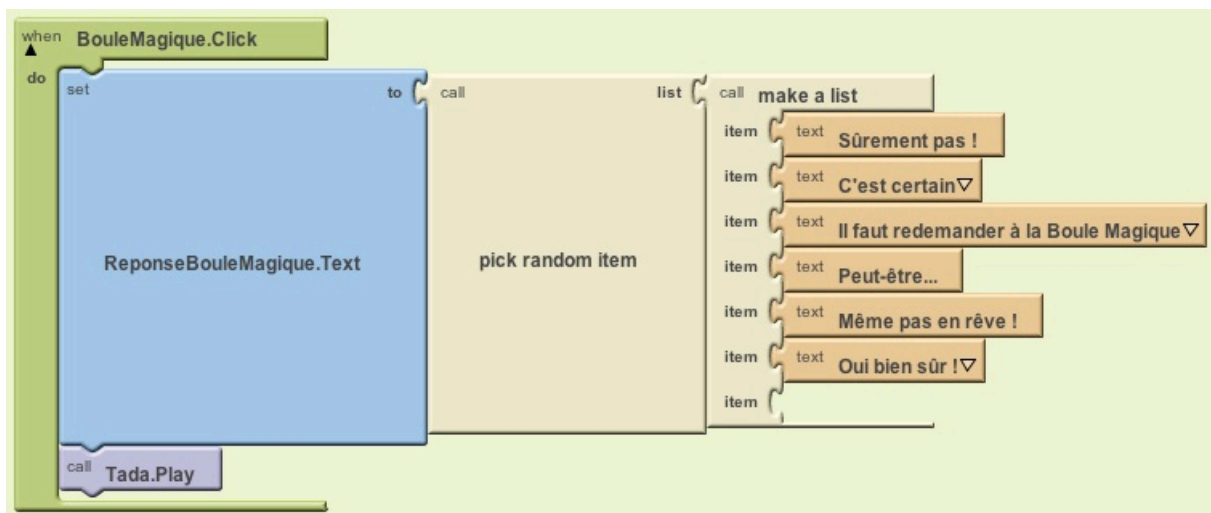 when BouleMagique.Click
do
set to call list call make a list
item text Sûrement pas !
item text C'est certain
item text Il faut redemander à la Boule Magique
ReponseBouleMagique.Text pick random item
item text Peut-être...
item text Même pas en rêve !
item text Oui bien sûr !
item
call Tada.Play